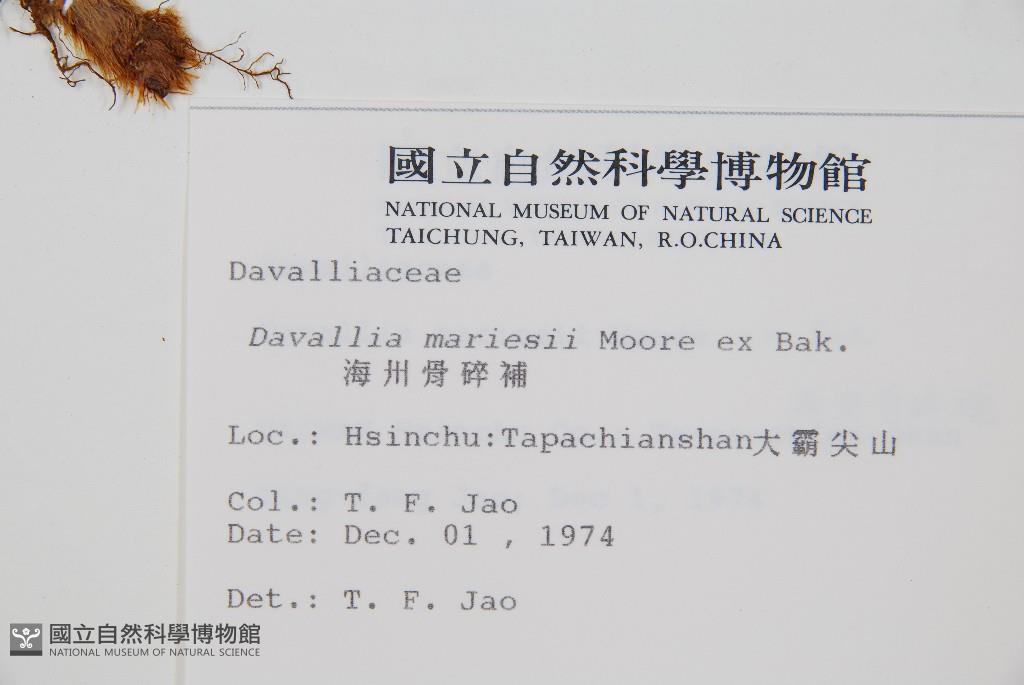 國立自然科學博物館
NATIONAL MUSEUM OF NATURAL SCIENCE
TAICHUNG, TAIWAN, R.O.CHINA
Davalliaceae
Davallia mariesii Moore ex Bak.
海州骨碎補
Loc.: Hsinchu:Tapachianshan大霸尖山
Col.: T. F. Jao
Date: Dec. 01 , 1974
Det.: T. F. Jao
國立自然科學博物館
NATIONAL MUSEUM OF NATURAL SCIENCE